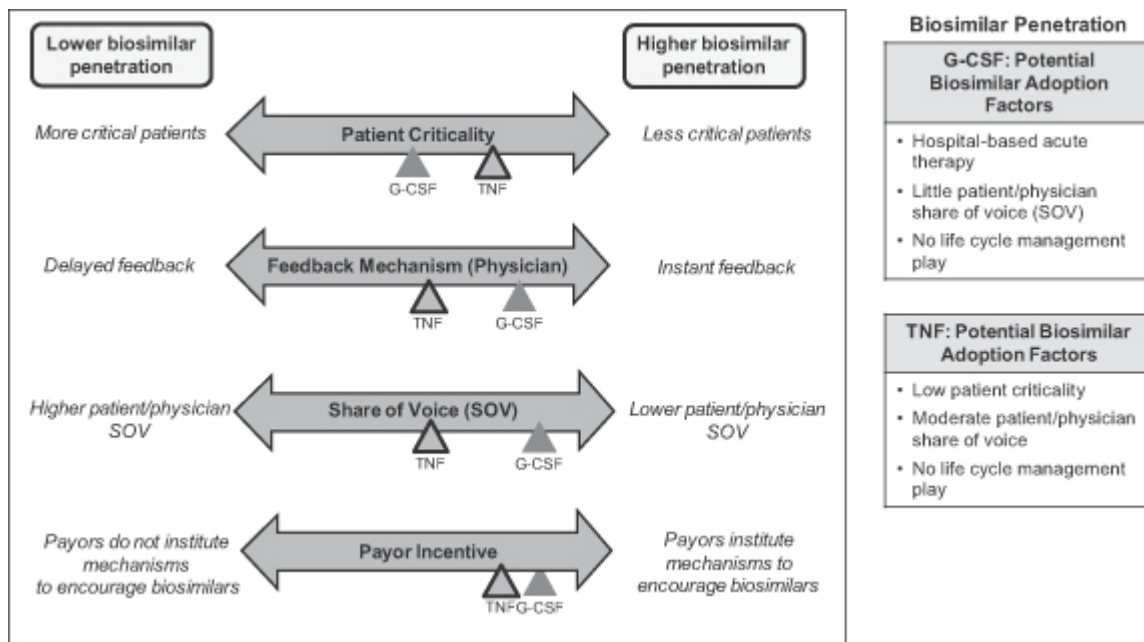 Lower biosimilar
penetration
Higher biosimilar
penetration
More critical patients
Patient Criticality
Less critical patients
G-CSF
TNF
Delayed feedback
Feedback Mechanism (Physician)
Instant feedback
TNF
G-CSF
Higher patient/physician
SOV
Share of Voice (SOV)
Lower patient/physician
SOV
TNF
G-CSF
Payors do not institute
mechanisms
to encourage biosimilars
Payor Incentive
Payors institute
mechanisms to
encourage biosimilars
TNF
G-CSF
Biosimilar Penetration
G-CSF: Potential
Biosimilar Adoption
Factors
• Hospital-based acute
therapy
• Little patient/physician
share of voice (SOV)
• No life cycle management
play
TNF: Potential Biosimilar
Adoption Factors
• Low patient criticality
• Moderate patient/physician
share of voice
• No life cycle management
play